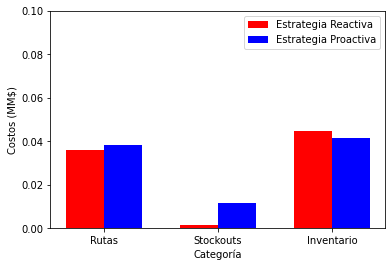 0.10
0.08
0.06
0.04
0.02
0.00
Costos (MM$)
Estrategia Reactiva
Estrategia Proactiva
Rutas
Stockouts
Inventario
Categoría